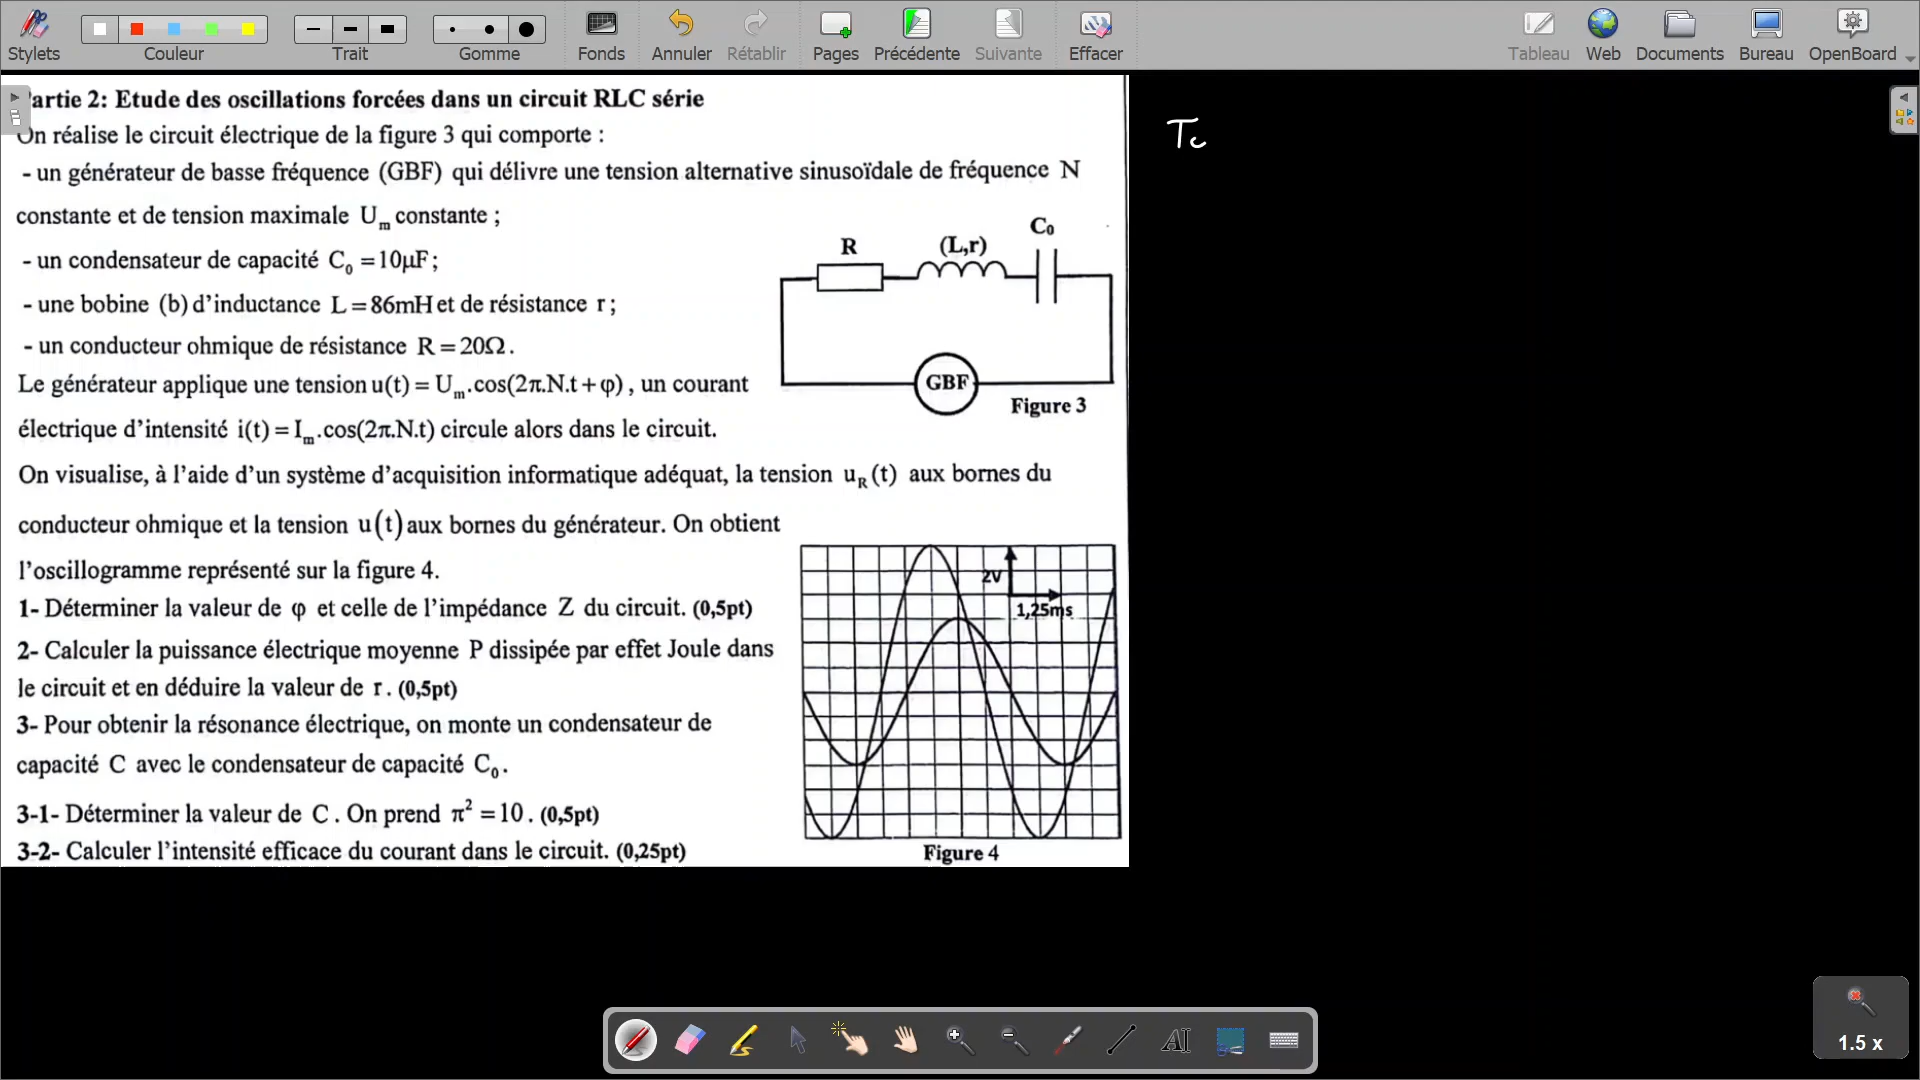 Stylets Couleur Trait Gomme Fonds Annuler Rétablir Pages Précédente Suivante Effacer Tableau Web Documents Bureau OpenBoard
artie 2: Etude des oscillations forcées dans un circuit RLC série
On réalise le circuit électrique de la figure 3 qui comporte :
- un générateur de basse fréquence (GBF) qui délivre une tension alternative sinusoïdale de fréquence N
constante et de tension maximale Um constante ;
- un condensateur de capacité C₀ = 10μF ;
- une bobine (b) d'inductance L = 86mH et de résistance r ;
- un conducteur ohmique de résistance R = 20Ω.
Le générateur applique une tension u(t) = Um.cos(2π.N.t + φ), un courant
électrique d'intensité i(t) = Im.cos(2π.N.t) circule alors dans le circuit.
R
(L,r)
C₀
GBF
Figure 3
On visualise, à l'aide d'un système d'acquisition informatique adéquat, la tension uR(t) aux bornes du
conducteur ohmique et la tension u(t) aux bornes du générateur. On obtient
l'oscillogramme représenté sur la figure 4.
1- Déterminer la valeur de φ et celle de l'impédance Z du circuit. (0,5pt)
2- Calculer la puissance électrique moyenne P dissipée par effet Joule dans
le circuit et en déduire la valeur de r. (0,5pt)
3- Pour obtenir la résonance électrique, on monte un condensateur de
capacité C avec le condensateur de capacité C₀.
3-1- Déterminer la valeur de C. On prend π² = 10. (0,5pt)
3-2- Calculer l'intensité efficace du courant dans le circuit. (0,25pt)
2V
1,25ms
Figure 4
AI
1.5 x